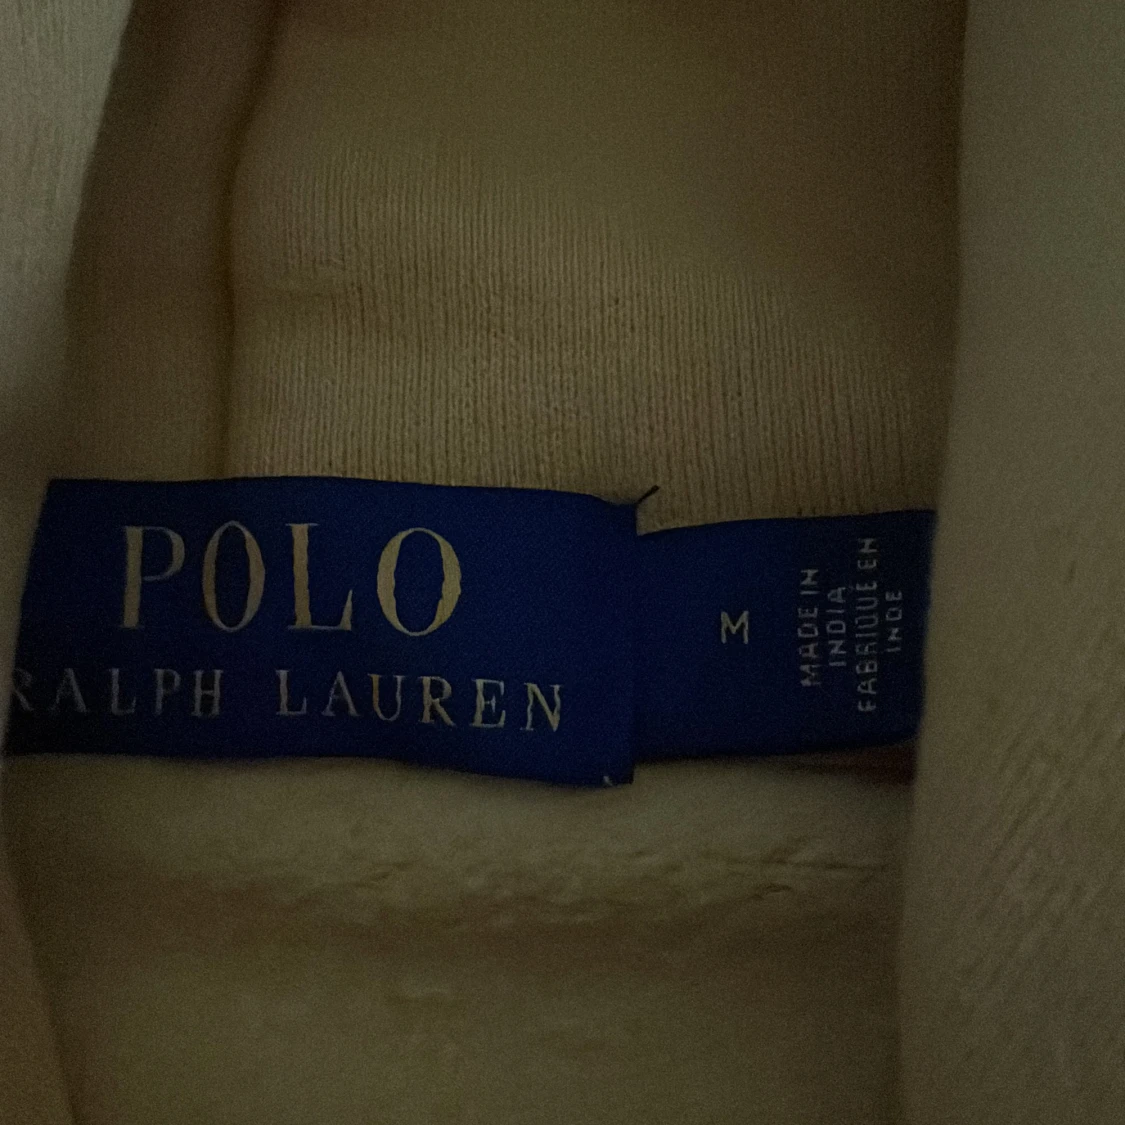 POLO
RALPH LAUREN
M
MADE IN
INDIA
FABRIQUÉ EN
INDE